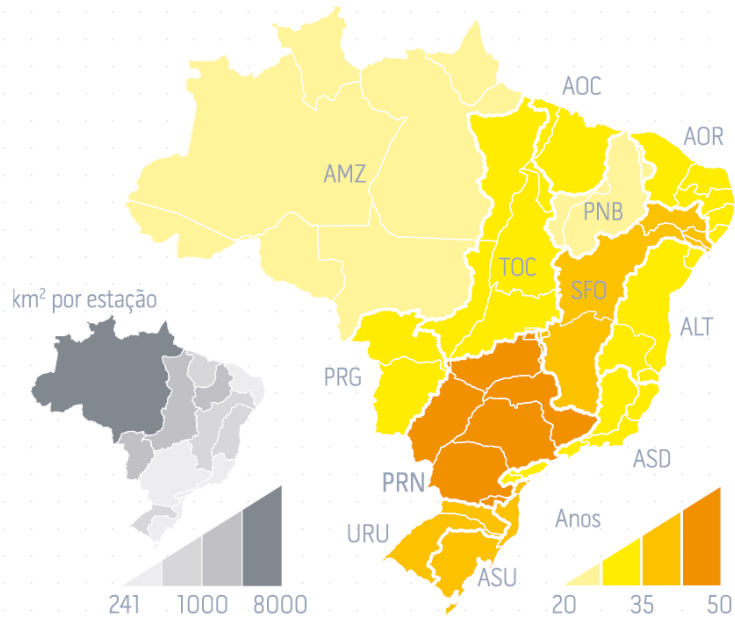 AOC
AOR
AMZ
PNB
TOC
SFO
km² por estação
ALT
PRG
ASD
PRN
Anos
URU
ASU
241 1000 8000
20 35 50